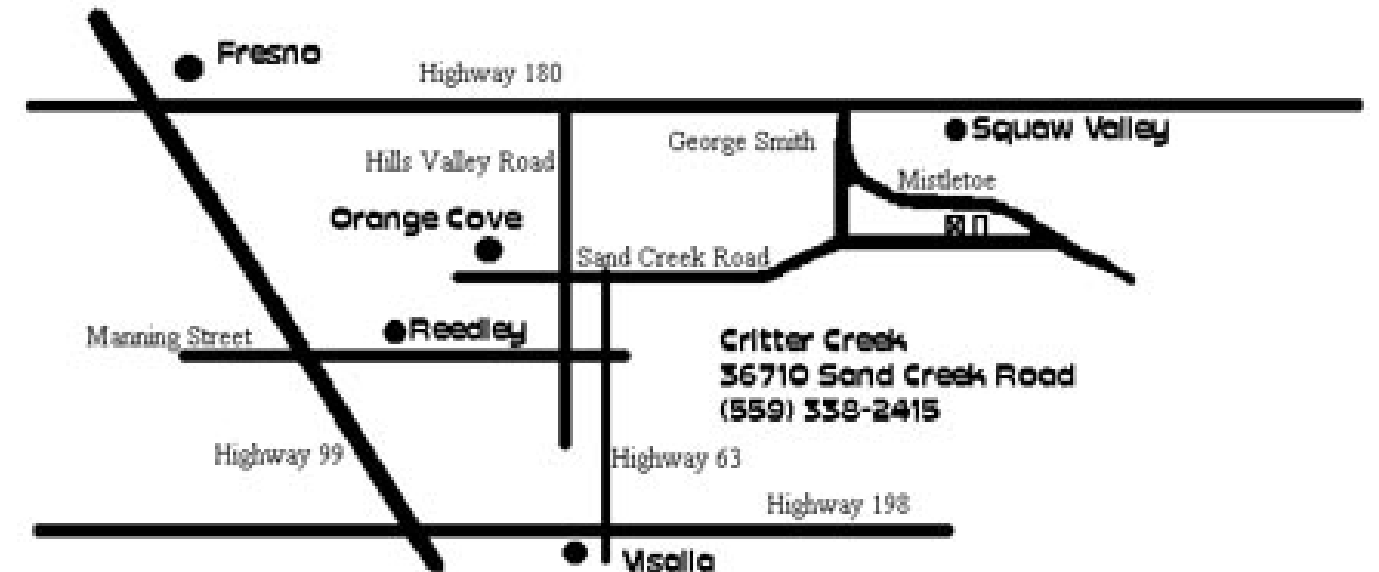 Fresno
Highway 180
Squaw Valley
George Smith
Hills Valley Road
Mistletoe
Orange Cove
Sand Creek Road
Reedley
Manning Street
Critter Creek
36710 Sand Creek Road
(559) 338-2415
Highway 99
Highway 63
Highway 198
Visalia